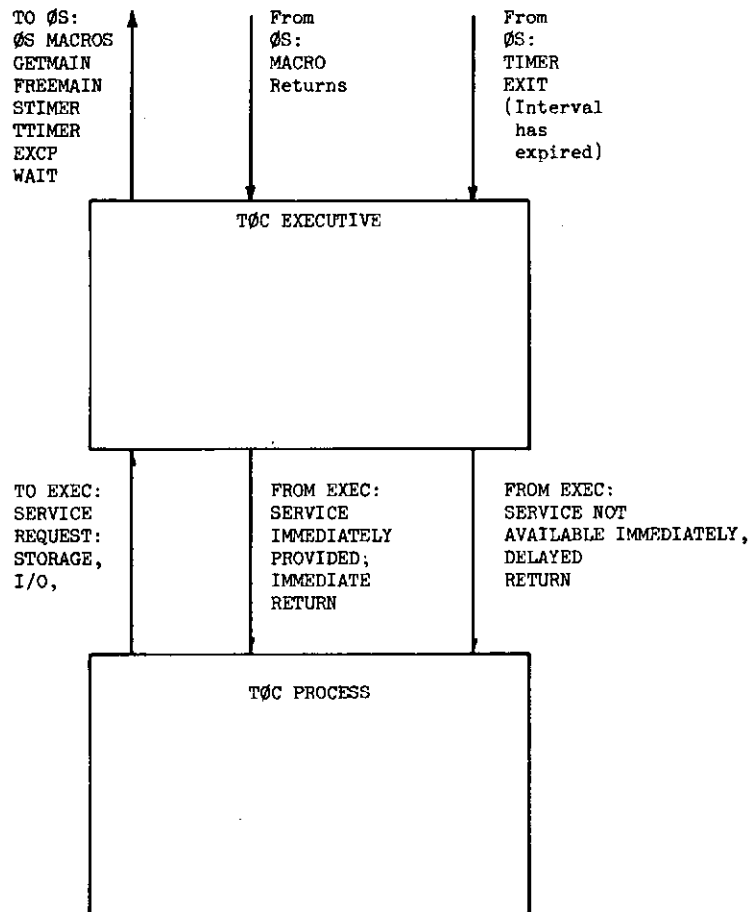 TO ØS:
ØS MACROS
GETMAIN
FREEMAIN
STIMER
TTIMER
EXCP
WAIT
From
ØS:
MACRO
Returns
From
ØS:
TIMER
EXIT
(Interval
has
expired)
TØC EXECUTIVE
TO EXEC:
SERVICE
REQUEST:
STORAGE,
I/O,
FROM EXEC:
SERVICE
IMMEDIATELY
PROVIDED;
IMMEDIATE
RETURN
FROM EXEC:
SERVICE NOT
AVAILABLE IMMEDIATELY,
DELAYED
RETURN
TØC PROCESS